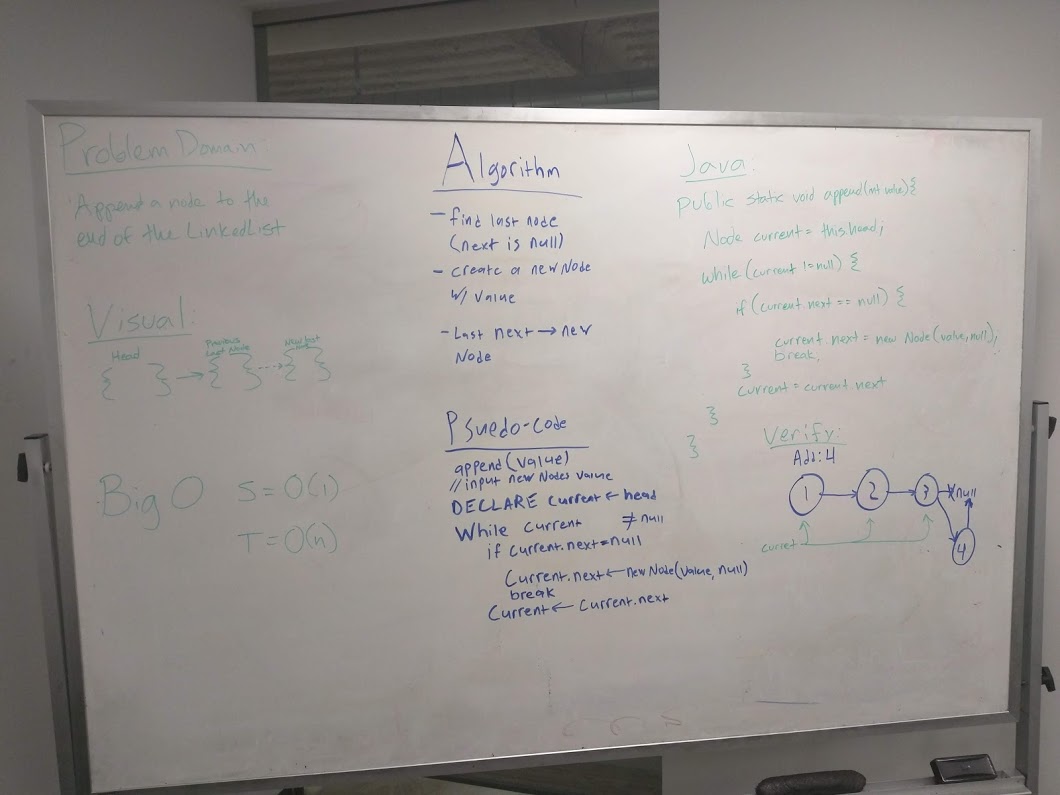 Problem Domain:
Append a node to the
end of the LinkedList
Visual:
Head
Previous
Last Node
{ } → { } ---→ { }
Big O S = O(1)
T = O(n)
Algorithm
- find last node
(next is null)
- create a new Node
w/ value
- Last next → new
Node
Psuedo-code
append(value)
//input new Nodes value
DECLARE Current ← head
While Current ≠ null
if Current.next = null
Current.next ← new Node(value, null)
break
Current ← Current.next
Java:
public static void append(int value) {
Node current = this.head;
while (current != null) {
if (current.next == null) {
current.next = new Node(value, null);
break;
}
current = current.next
}
}
Verify:
Add: 4
1 → 2 → 3 → null
4